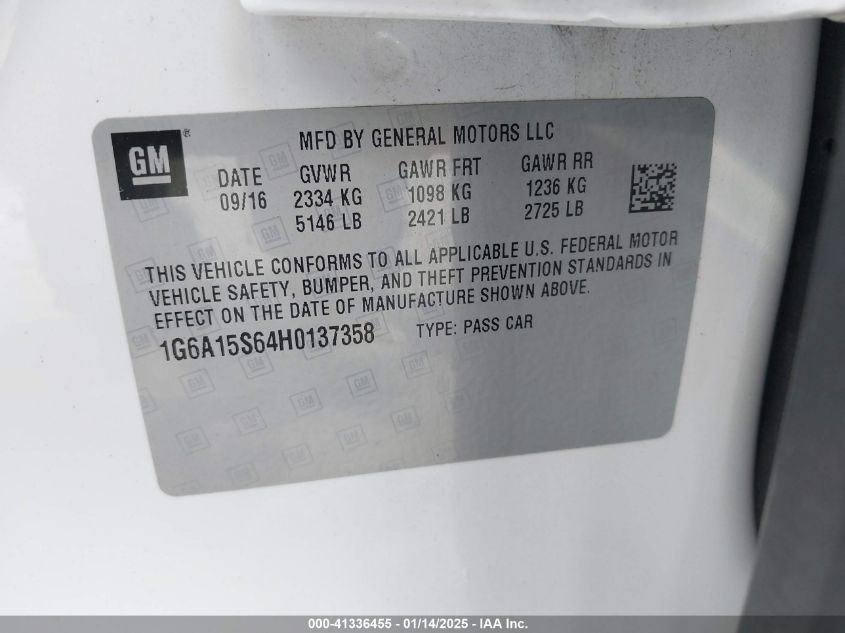 GM®
MFD BY GENERAL MOTORS LLC
DATE GVWR GAWR FRT GAWR RR
09/16 2334 KG 1098 KG 1236 KG
5146 LB 2421 LB 2725 LB
THIS VEHICLE CONFORMS TO ALL APPLICABLE U.S. FEDERAL MOTOR
VEHICLE SAFETY, BUMPER, AND THEFT PREVENTION STANDARDS IN
EFFECT ON THE DATE OF MANUFACTURE SHOWN ABOVE.
1G6A15S64H0137358 TYPE: PASS CAR
000-41336455 - 01/14/2025 - IAA Inc.